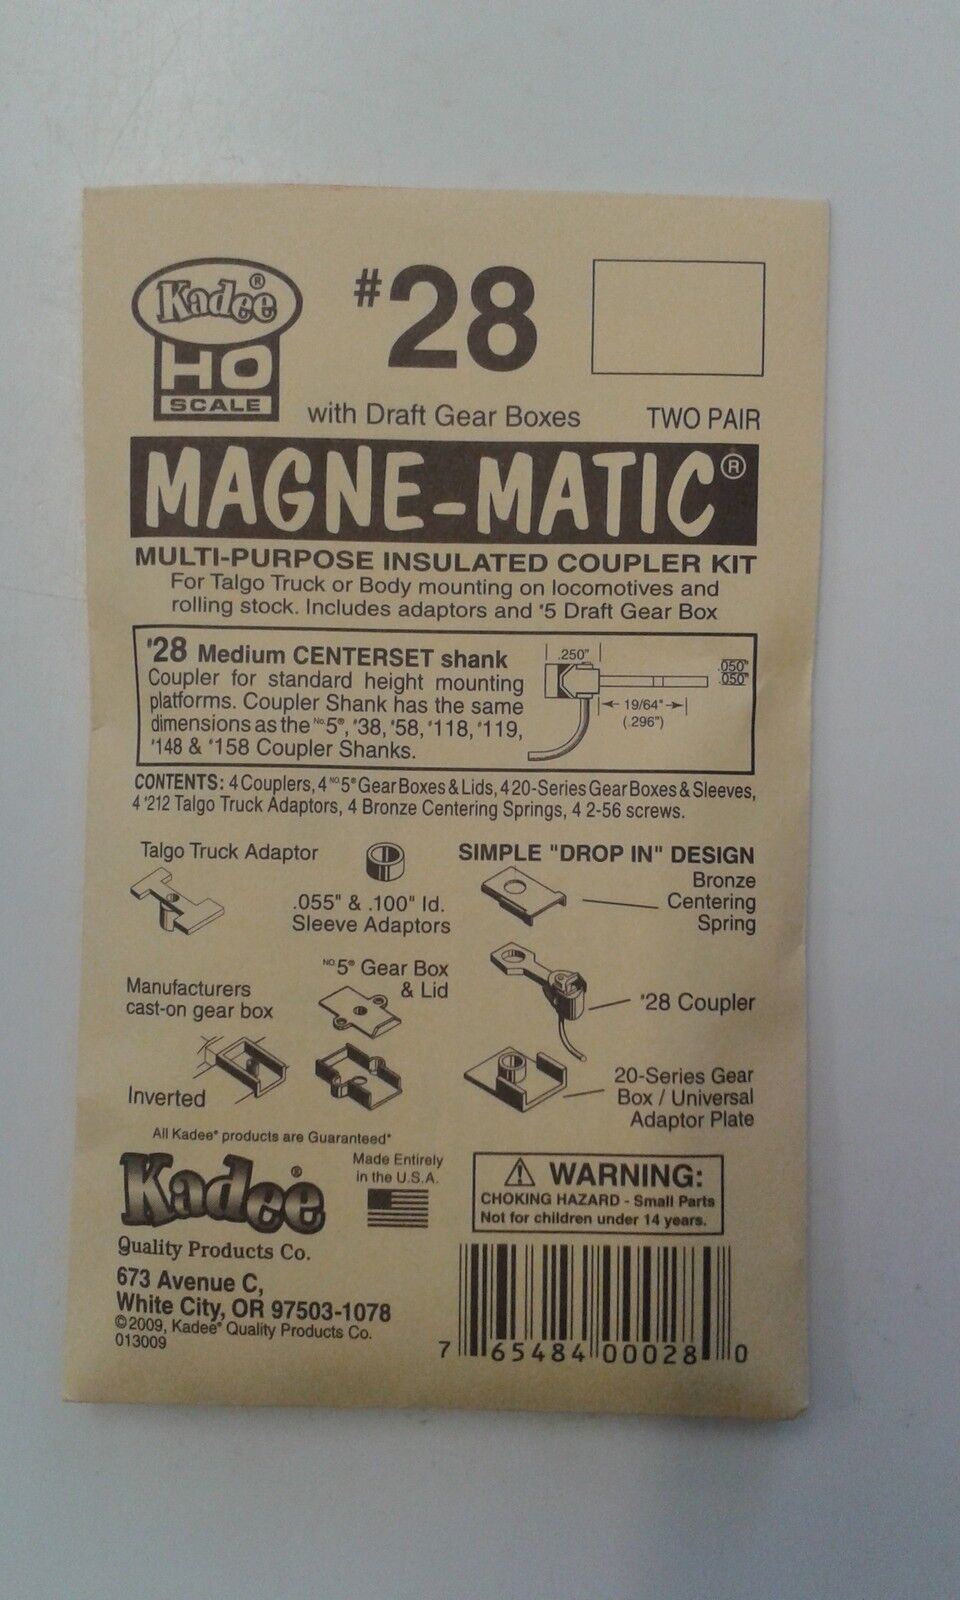 Kadee®
HO
SCALE
#28
with Draft Gear Boxes
TWO PAIR
MAGNE-MATIC®
MULTI-PURPOSE INSULATED COUPLER KIT
For Talgo Truck or Body mounting on locomotives and
rolling stock. Includes adaptors and #5 Draft Gear Box
#28 Medium CENTERSET shank
Coupler for standard height mounting
platforms. Coupler Shank has the same
dimensions as the No.5®, #38, #58, #118, #119,
#148 & #158 Coupler Shanks.
.250"
.050"
.050"
19/64"
(.296")
CONTENTS: 4 Couplers, 4 NO.5® Gear Boxes & Lids, 4 20-Series Gear Boxes & Sleeves,
4 #212 Talgo Truck Adaptors, 4 Bronze Centering Springs, 4 2-56 screws.
Talgo Truck Adaptor
.055" & .100" Id.
Sleeve Adaptors
SIMPLE "DROP IN" DESIGN
Bronze
Centering
Spring
NO.5® Gear Box
& Lid
Manufacturers
cast-on gear box
#28 Coupler
Inverted
20-Series Gear
Box / Universal
Adaptor Plate
All Kadee® products are Guaranteed*
Kadee®
Quality Products Co.
Made Entirely
in the U.S.A.
WARNING:
CHOKING HAZARD - Small Parts
Not for children under 14 years.
673 Avenue C,
White City, OR 97503-1078
©2009, Kadee® Quality Products Co.
013009
7 65484 00028 0